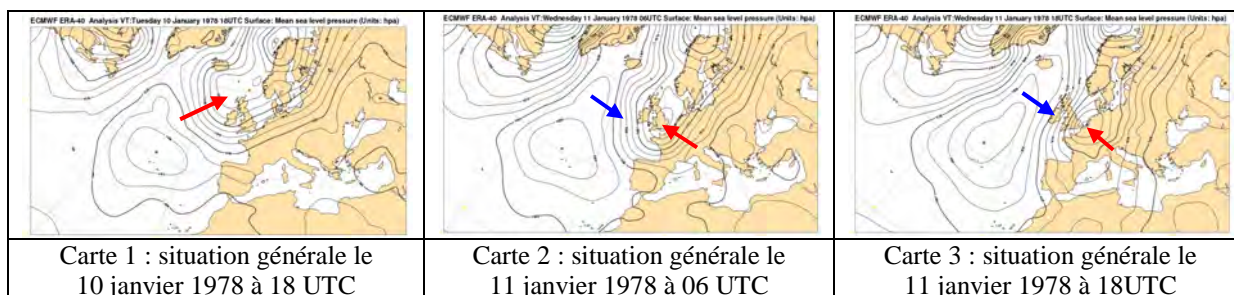 ECMWF ERA-40 Analysis VT:Tuesday 10 January 1978 18UTC Surface: Mean sea level pressure (Units: hpa)
ECMWF ERA-40 Analysis VT:Wednesday 11 January 1978 06UTC Surface: Mean sea level pressure (Units: hpa)
ECMWF ERA-40 Analysis VT:Wednesday 11 January 1978 18UTC Surface: Mean sea level pressure (Units: hpa)
Carte 1 : situation générale le
10 janvier 1978 à 18 UTC
Carte 2 : situation générale le
11 janvier 1978 à 06 UTC
Carte 3 : situation générale le
11 janvier 1978 à 18UTC